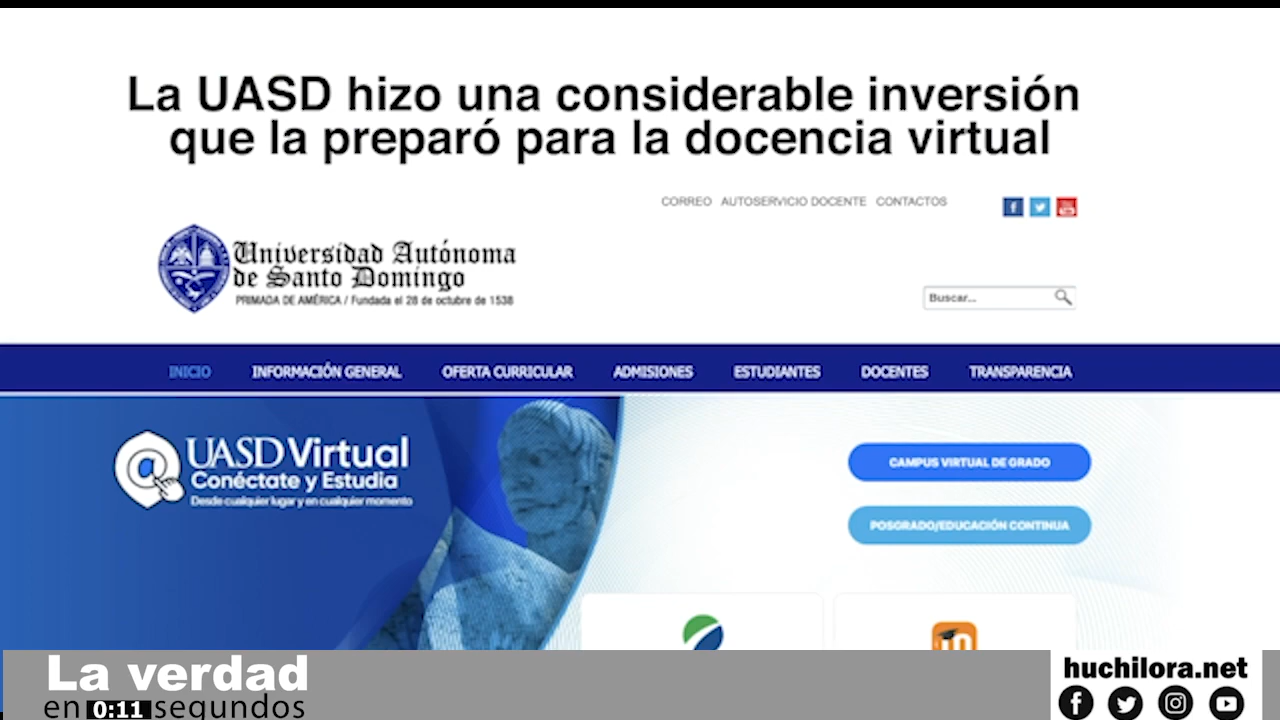 La UASD hizo una considerable inversión
que la preparó para la docencia virtual
CORREO AUTOSERVICIO DOCENTE CONTACTOS
Universidad Autónoma
de Santo Domingo
PRIMADA DE AMÉRICA / Fundada el 28 de octubre de 1538
Buscar...
INICIO INFORMACIÓN GENERAL OFERTA CURRICULAR ADMISIONES ESTUDIANTES DOCENTES TRANSPARENCIA
UASD Virtual
Conéctate y Estudia
Desde cualquier lugar y en cualquier momento
CAMPUS VIRTUAL DE GRADO
POSGRADO/EDUCACIÓN CONTINUA
La verdad
en 0:11 segundos
huchilora.net